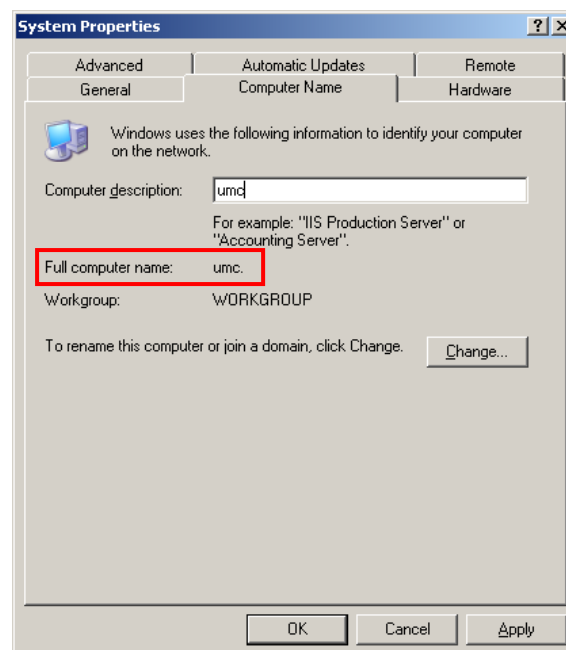 System Properties
Advanced Automatic Updates Remote
General Computer Name Hardware
Windows uses the following information to identify your computer
on the network.
Computer description: umc
For example: "IIS Production Server" or
"Accounting Server".
Full computer name: umc.
Workgroup: WORKGROUP
To rename this computer or join a domain, click Change. Change...
OK Cancel Apply